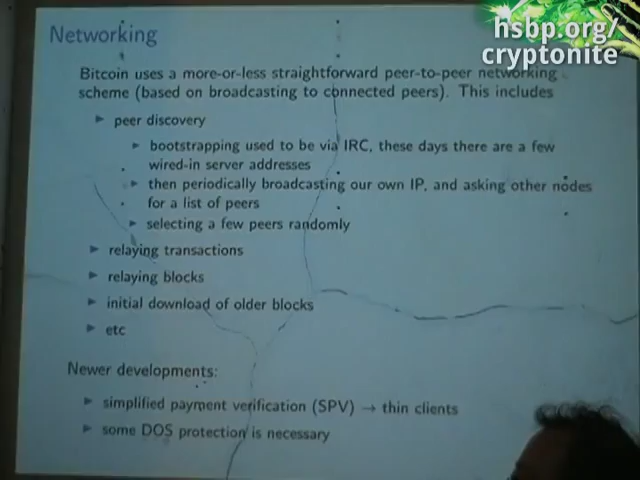 hsbp.org/
cryptonite
Networking
Bitcoin uses a more-or-less straightforward peer-to-peer networking
scheme (based on broadcasting to connected peers). This includes
peer discovery
bootstrapping used to be via IRC, these days there are a few
wired-in server addresses
then periodically broadcasting our own IP, and asking other nodes
for a list of peers
selecting a few peers randomly
relaying transactions
relaying blocks
initial download of older blocks
etc
Newer developments:
simplified payment verification (SPV) → thin clients
some DOS protection is necessary